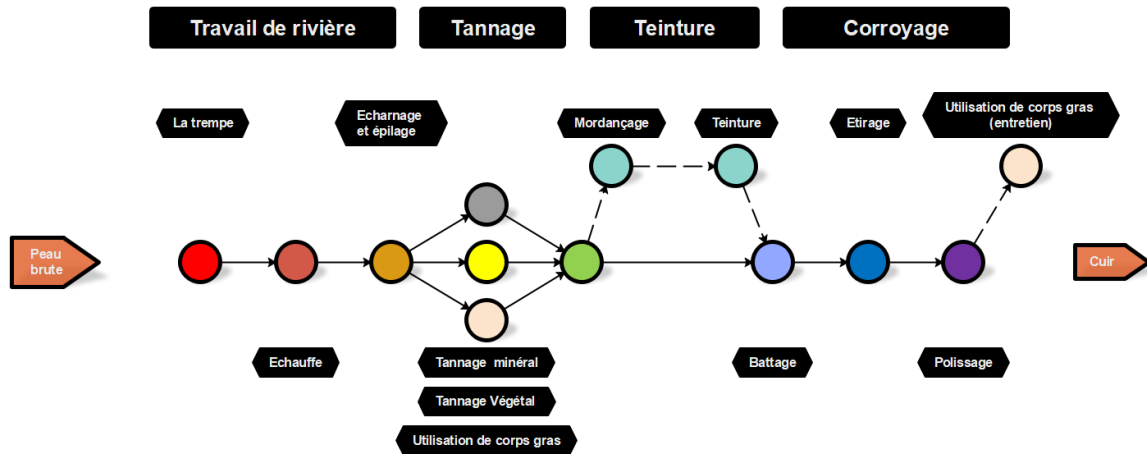 Travail de rivière
Tannage
Teinture
Corroyage
La trempe
Echarnage
et épilage
Mordançage
Teinture
Etirage
Utilisation de corps gras
(entretien)
Peau
brute
Cuir
Echauffe
Tannage minéral
Battage
Polissage
Tannage Végétal
Utilisation de corps gras